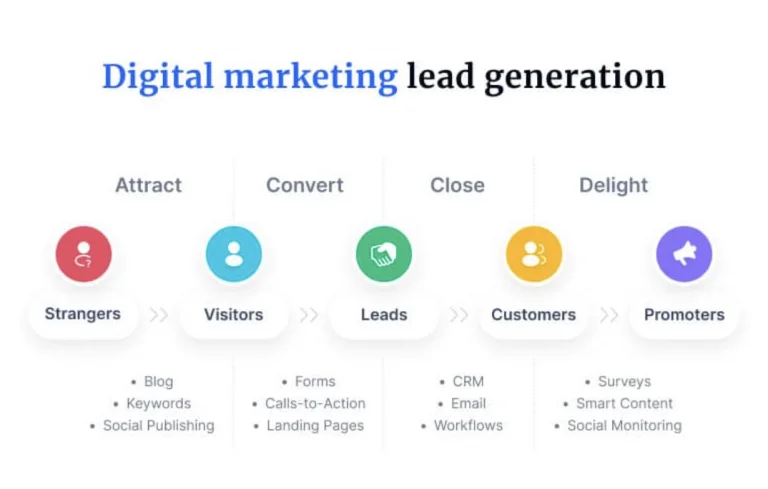 Digital marketing lead generation
Attract Convert Close Delight
?
Strangers Visitors Leads Customers Promoters
• Blog • Forms • CRM • Surveys
• Keywords • Calls-to-Action • Email • Smart Content
• Social Publishing • Landing Pages • Workflows • Social Monitoring